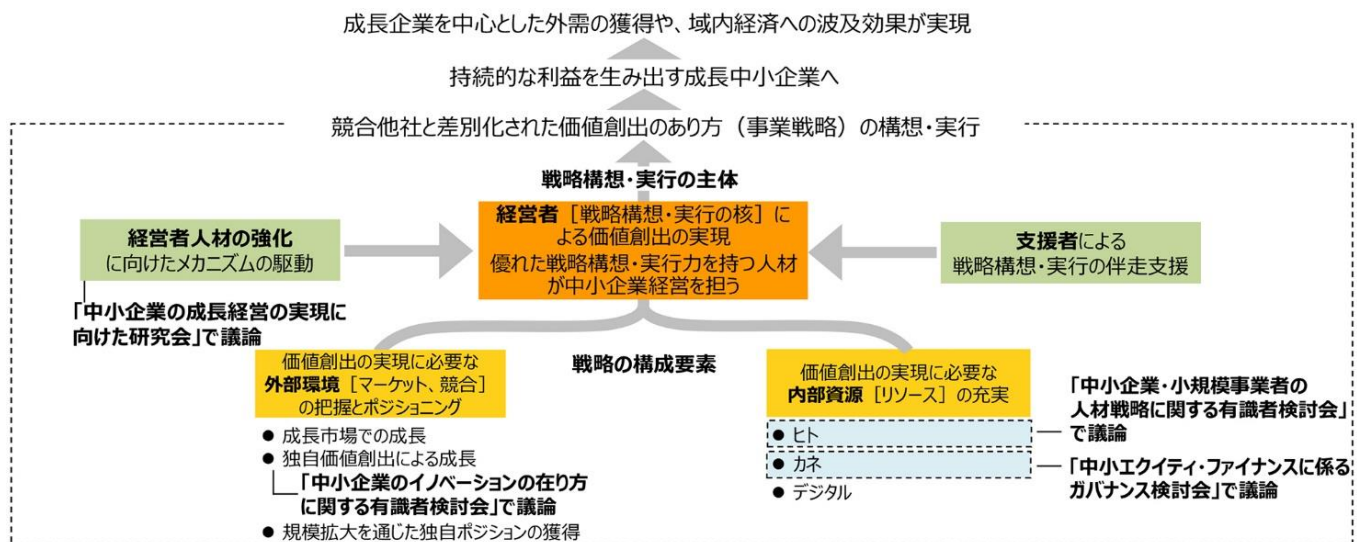 成長企業を中心とした外需の獲得や、域内経済への波及効果が実現
持続的な利益を生み出す成長中小企業へ
競合他社と差別化された価値創出のあり方（事業戦略）の構想・実行
戦略構想・実行の主体
経営者人材の強化
に向けたメカニズムの駆動
「中小企業の成長経営の実現に
向けた研究会」で議論
経営者［戦略構想・実行の核］に
よる価値創出の実現
優れた戦略構想・実行力を持つ人材
が中小企業経営を担う
支援者による
戦略構想・実行の伴走支援
戦略の構成要素
価値創出の実現に必要な
外部環境［マーケット、競合］
の把握とポジショニング
● 成長市場での成長
● 独自価値創出による成長
「中小企業のイノベーションの在り方
に関する有識者検討会」で議論
● 規模拡大を通じた独自ポジションの獲得
価値創出の実現に必要な
内部資源［リソース］の充実
● ヒト
● カネ
● デジタル
「中小企業・小規模事業者の
人材戦略に関する有識者検討会」
で議論
「中小エクイティ・ファイナンスに係る
ガバナンス検討会」で議論